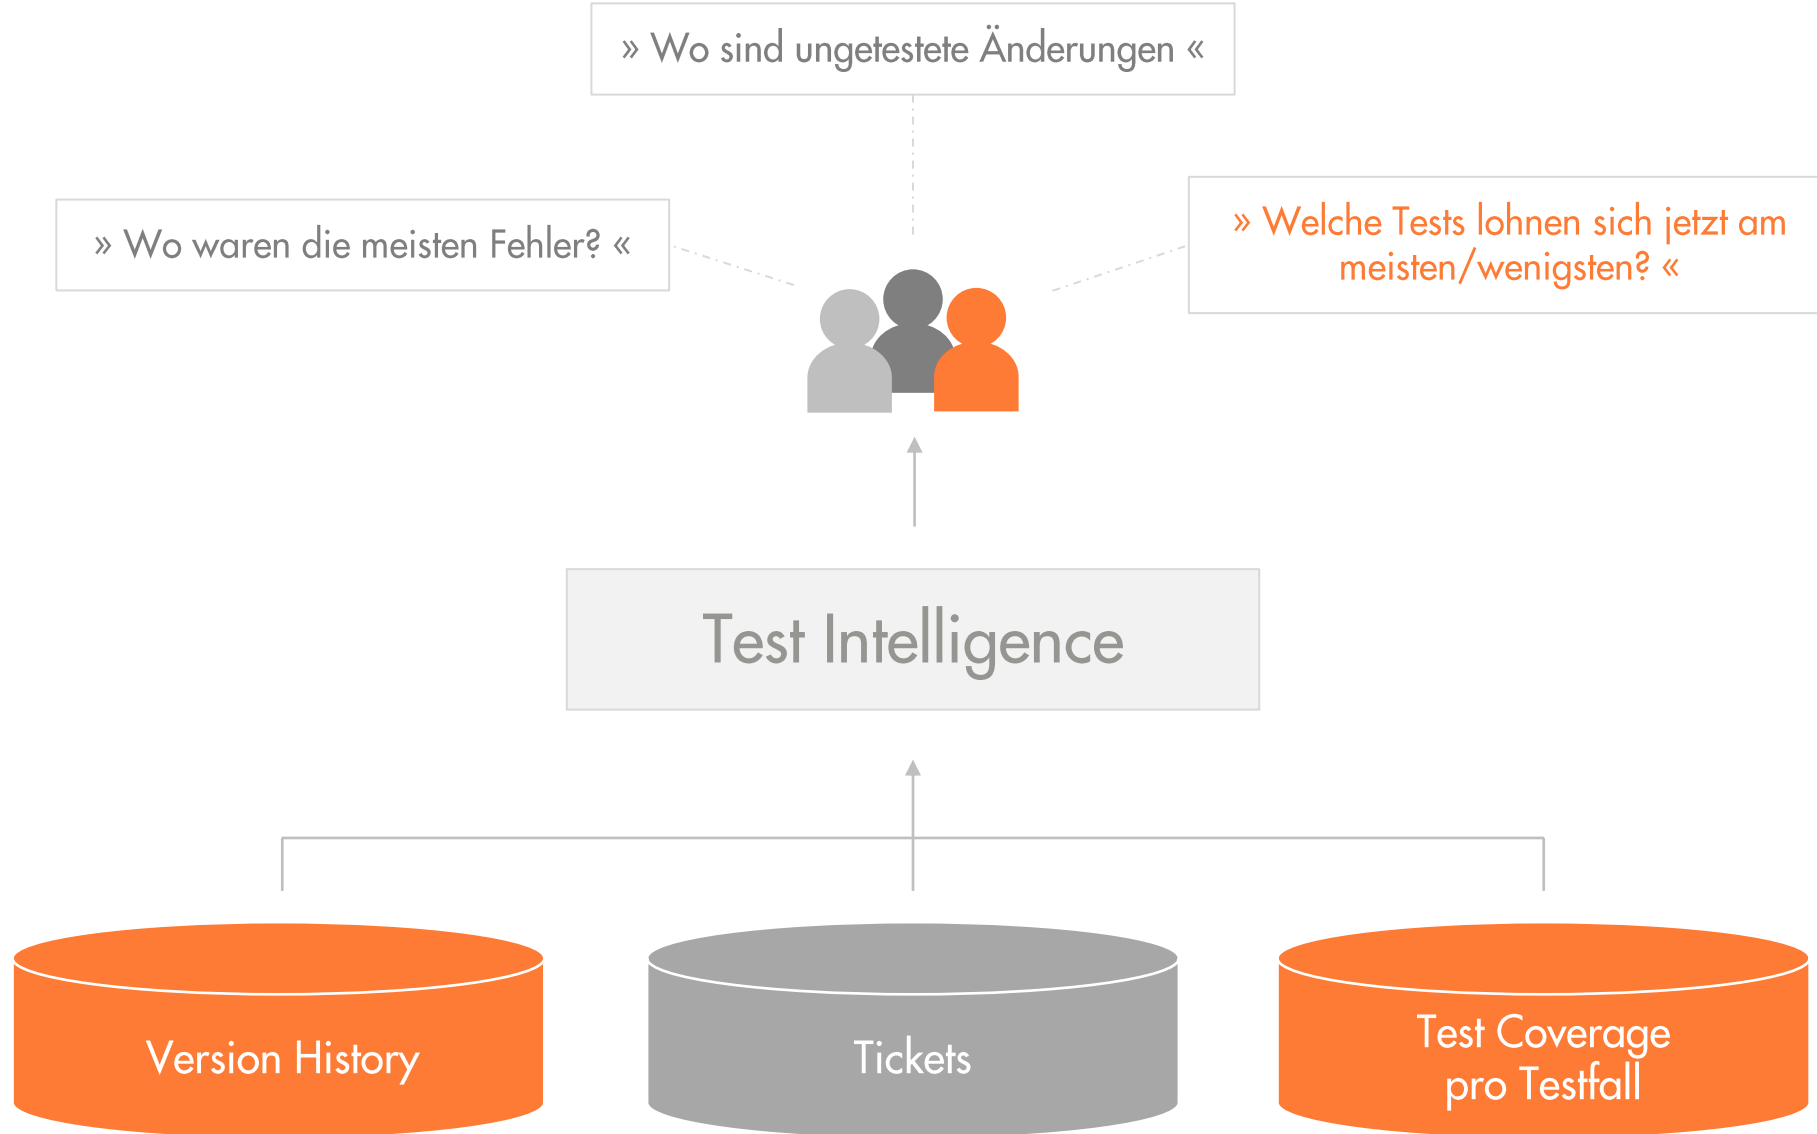 » Wo sind ungetestete Änderungen «
» Wo waren die meisten Fehler? «
» Welche Tests lohnen sich jetzt am
meisten/wenigsten? «
Test Intelligence
Version History
Tickets
Test Coverage
pro Testfall